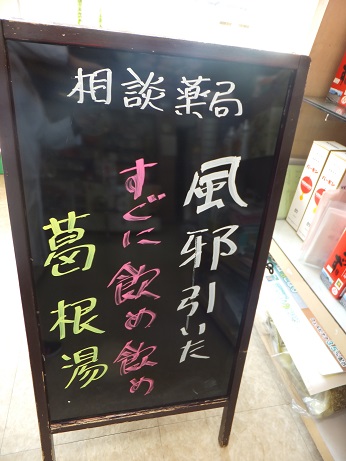 相談薬局
風邪引いた
すぐに飲め飲め
葛根湯